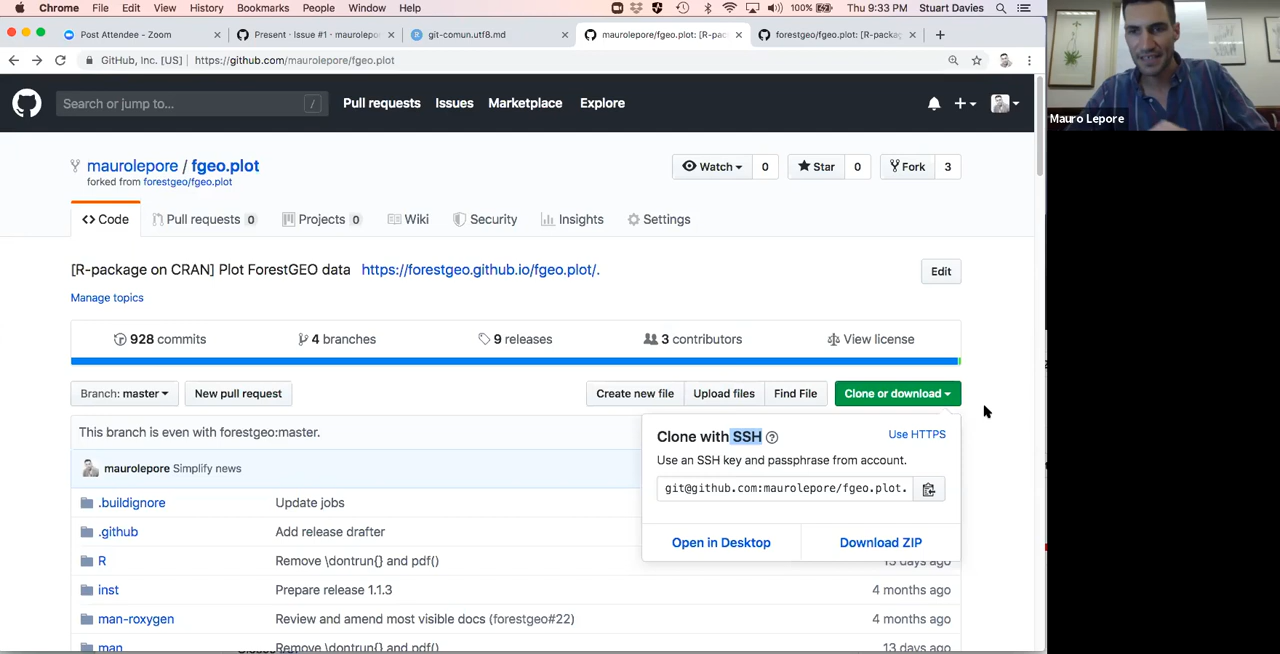 Chrome File Edit View History Bookmarks People Window Help 100% Thu 9:33 PM Stuart Davies
Post Attendee - Zoom
Present · Issue #1 · maurolepo
git-comun.utf8.md
maurolepore/fgeo.plot: [R-pac
forestgeo/fgeo.plot: [R-packag
GitHub, Inc. [US] https://github.com/maurolepore/fgeo.plot
Mauro Lepore
Search or jump to... /
Pull requests Issues Marketplace Explore
maurolepore / fgeo.plot
forked from forestgeo/fgeo.plot
Watch 0 Star 0 Fork 3
Code Pull requests 0 Projects 0 Wiki Security Insights Settings
[R-package on CRAN] Plot ForestGEO data https://forestgeo.github.io/fgeo.plot/.
Edit
Manage topics
928 commits 4 branches 9 releases 3 contributors View license
Branch: master New pull request Create new file Upload files Find File Clone or download
This branch is even with forestgeo:master.
Clone with SSH ? Use HTTPS
Use an SSH key and passphrase from account.
git@github.com:maurolepore/fgeo.plot.
Open in Desktop Download ZIP
maurolepore Simplify news
.buildignore Update jobs
.github Add release drafter
R Remove \dontrun{} and pdf() 13 days ago
inst Prepare release 1.1.3 4 months ago
man-roxygen Review and amend most visible docs (forestgeo#22) 4 months ago
man Remove \dontrun{} and pdf() 13 days ago